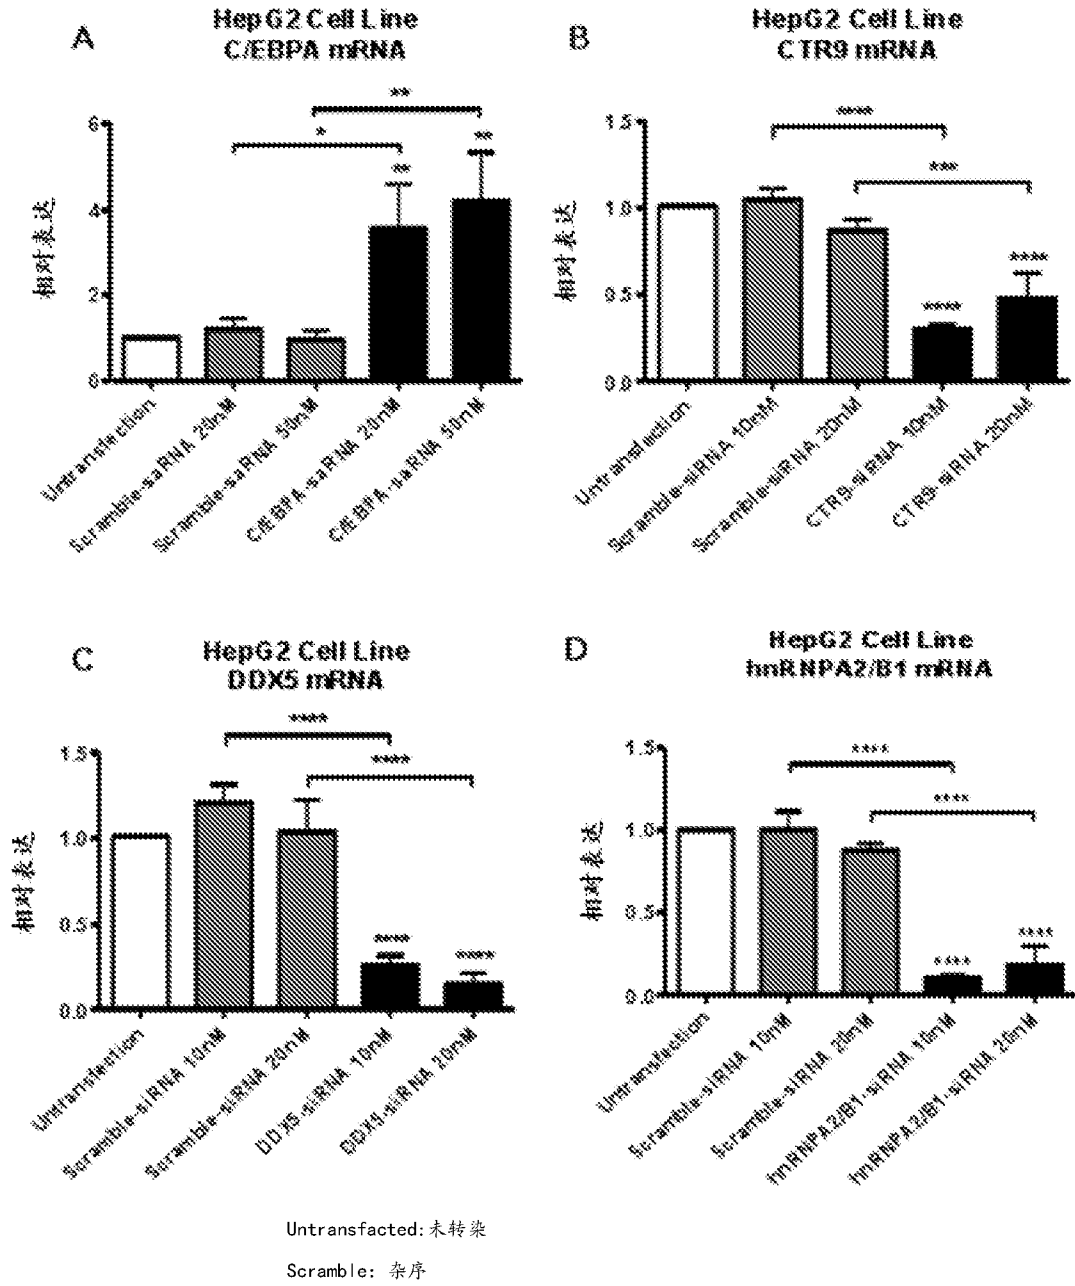 A
HepG2 Cell Line
C/EBPA mRNA
** 
* 
** 
** 
6
4
2
0
相对表达
Untransfection
Scramble-saRNA 20nM
Scramble-saRNA 50nM
C/EBPA-saRNA 20nM
C/EBPA-saRNA 50nM
B
HepG2 Cell Line
CTR9 mRNA
****
***
****
****
1.5
1.0
0.5
0.0
相对表达
Untransfection
Scramble-siRNA 10nM
Scramble-siRNA 20nM
CTR9-siRNA 10nM
CTR9-siRNA 20nM
C
HepG2 Cell Line
DDX5 mRNA
****
****
****
****
1.5
1.0
0.5
0.0
相对表达
Untransfection
Scramble-siRNA 10nM
Scramble-siRNA 20nM
DDX5-siRNA 10nM
DDX5-siRNA 20nM
D
HepG2 Cell Line
hnRNPA2/B1 mRNA
****
****
****
****
1.5
1.0
0.5
0.0
相对表达
Untransfection
Scramble-siRNA 10nM
Scramble-siRNA 20nM
hnRNPA2/B1-siRNA 10nM
hnRNPA2/B1-siRNA 20nM
Untransfacted:未转染
Scramble: 杂序